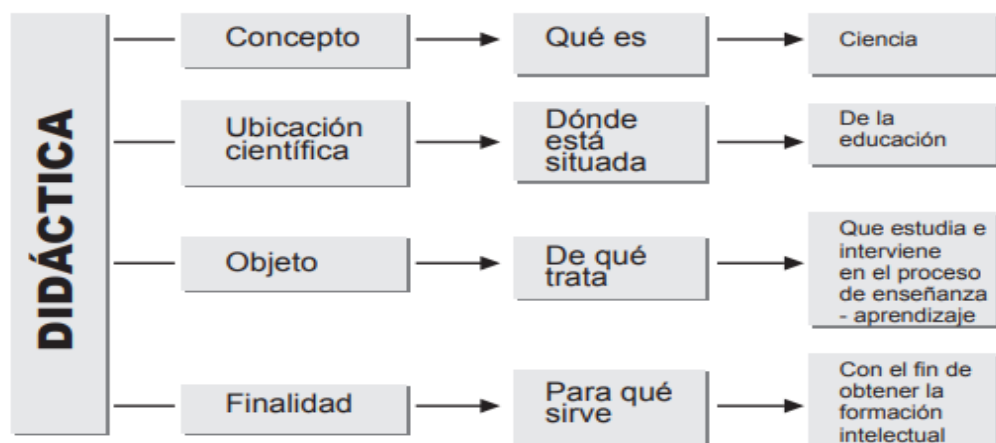 DIDÁCTICA
Concepto
Qué es
Ciencia
Ubicación
científica
Dónde
está
situada
De la
educación
Objeto
De qué
trata
Que estudia e
interviene
en el proceso
de enseñanza
- aprendizaje
Finalidad
Para qué
sirve
Con el fin de
obtener la
formación
intelectual